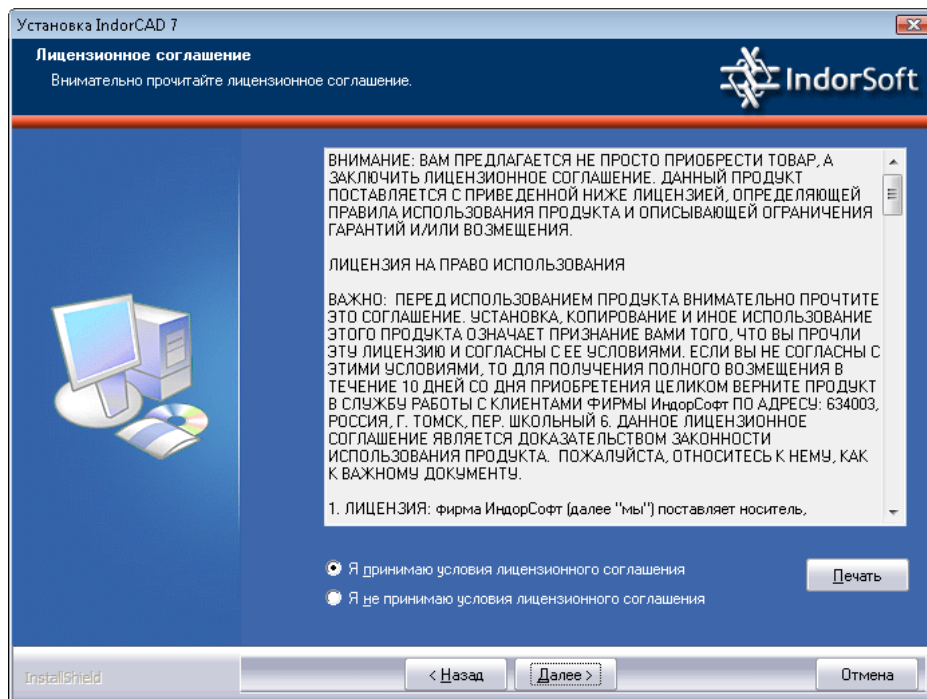 Установка IndorCAD 7
Лицензионное соглашение
Внимательно прочитайте лицензионное соглашение.
IndorSoft
ВНИМАНИЕ: ВАМ ПРЕДЛАГАЕТСЯ НЕ ПРОСТО ПРИОБРЕСТИ ТОВАР, А
ЗАКЛЮЧИТЬ ЛИЦЕНЗИОННОЕ СОГЛАШЕНИЕ. ДАННЫЙ ПРОДУКТ
ПОСТАВЛЯЕТСЯ С ПРИВЕДЕННОЙ НИЖЕ ЛИЦЕНЗИЕЙ, ОПРЕДЕЛЯЮЩЕЙ
ПРАВИЛА ИСПОЛЬЗОВАНИЯ ПРОДУКТА И ОПИСЫВАЮЩЕЙ ОГРАНИЧЕНИЯ
ГАРАНТИЙ И/ИЛИ ВОЗМЕЩЕНИЯ.
ЛИЦЕНЗИЯ НА ПРАВО ИСПОЛЬЗОВАНИЯ
ВАЖНО: ПЕРЕД ИСПОЛЬЗОВАНИЕМ ПРОДУКТА ВНИМАТЕЛЬНО ПРОЧТИТЕ
ЭТО СОГЛАШЕНИЕ. УСТАНОВКА, КОПИРОВАНИЕ И ИНОЕ ИСПОЛЬЗОВАНИЕ
ЭТОГО ПРОДУКТА ОЗНАЧАЕТ ПРИЗНАНИЕ ВАМИ ТОГО, ЧТО ВЫ ПРОЧЛИ
ЭТУ ЛИЦЕНЗИЮ И СОГЛАСНЫ С ЕЕ УСЛОВИЯМИ. ЕСЛИ ВЫ НЕ СОГЛАСНЫ С
ЭТИМИ УСЛОВИЯМИ, ТО ДЛЯ ПОЛУЧЕНИЯ ПОЛНОГО ВОЗМЕЩЕНИЯ В
ТЕЧЕНИЕ 10 ДНЕЙ СО ДНЯ ПРИОБРЕТЕНИЯ ЦЕЛИКОМ ВЕРНИТЕ ПРОДУКТ
В СЛУЖБУ РАБОТЫ С КЛИЕНТАМИ ФИРМЫ ИндорСофт ПО АДРЕСУ: 634003,
РОССИЯ, Г. ТОМСК, ПЕР. ШКОЛЬНЫЙ 6. ДАННОЕ ЛИЦЕНЗИОННОЕ
СОГЛАШЕНИЕ ЯВЛЯЕТСЯ ДОКАЗАТЕЛЬСТВОМ ЗАКОННОСТИ
ИСПОЛЬЗОВАНИЯ ПРОДУКТА. ПОЖАЛУЙСТА, ОТНОСИТЕСЬ К НЕМУ, КАК
К ВАЖНОМУ ДОКУМЕНТУ.
1. ЛИЦЕНЗИЯ: фирма ИндорСофт (далее "мы") поставляет носитель,
Я принимаю условия лицензионного соглашения
Я не принимаю условия лицензионного соглашения
Печать
InstallShield
< Назад
Далее >
Отмена